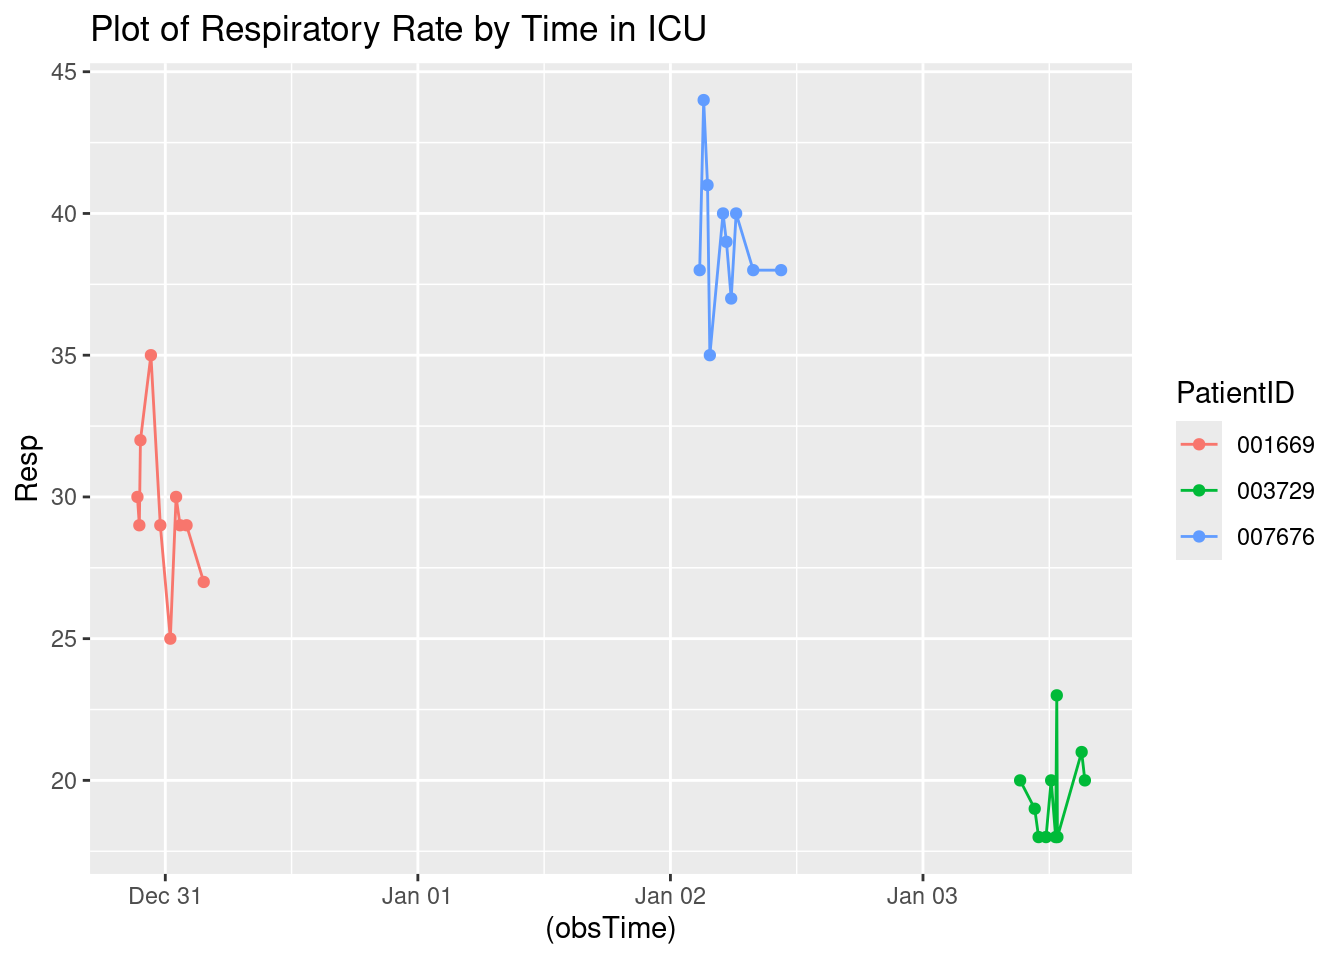 Plot of Respiratory Rate by Time in ICU
45
40
35
30
25
20
Resp
Dec 31
Jan 01
Jan 02
Jan 03
(obsTime)
PatientID
001669
003729
007676